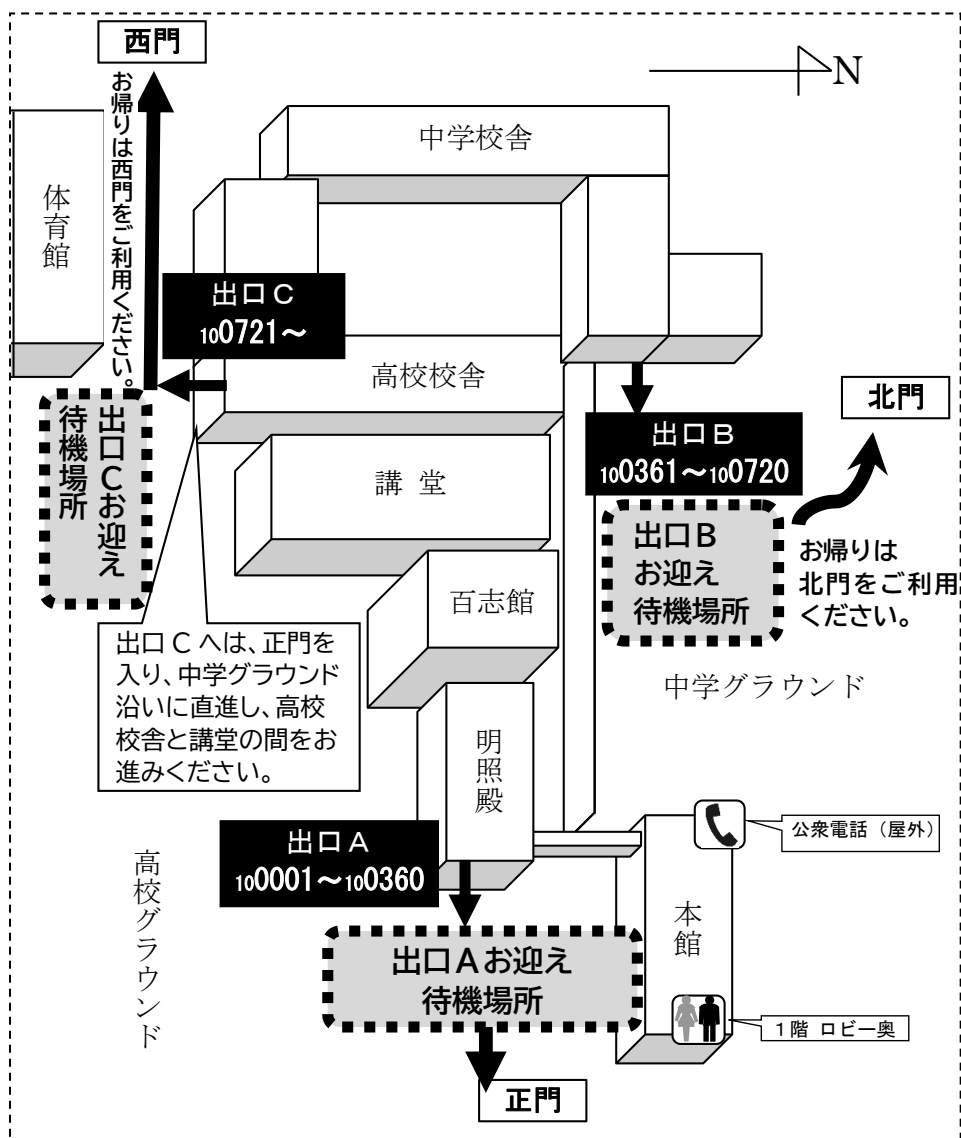 西門
N
お帰りは西門をご利用ください。
中学校舎
体育館
出口C
₁₀0721～
高校校舎
北門
出口B
₁₀0361～₁₀0720
出口Cお迎え
待機場所
講 堂
出口B
お迎え
待機場所
お帰りは
北門をご利用
ください。
百志館
出口 C へは、正門を
入り、中学グラウンド
沿いに直進し、高校
校舎と講堂の間をお
進みください。
中学グラウンド
明照殿
公衆電話（屋外）
出口A
₁₀0001～₁₀0360
高校グラウンド
本館
出口Aお迎え
待機場所
1階 ロビー奥
正門